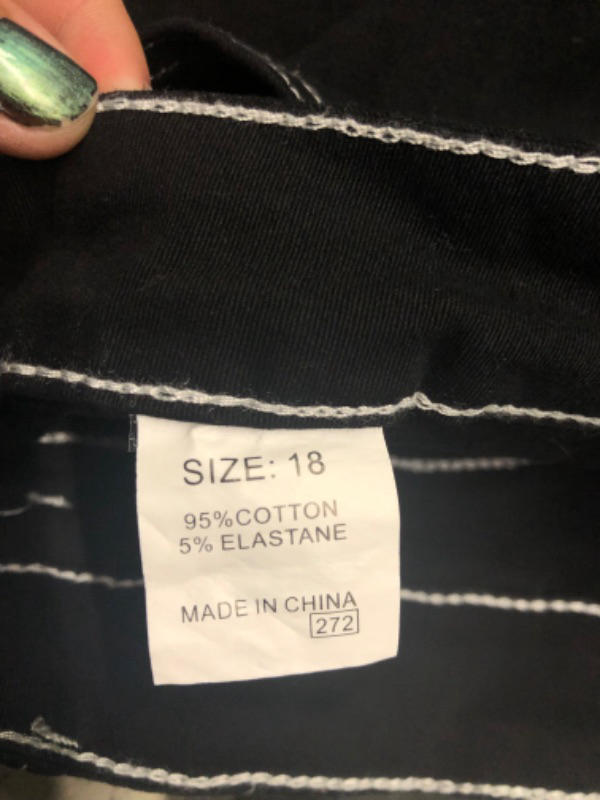 SIZE: 18
95%COTTON
5% ELASTANE
MADE IN CHINA
272